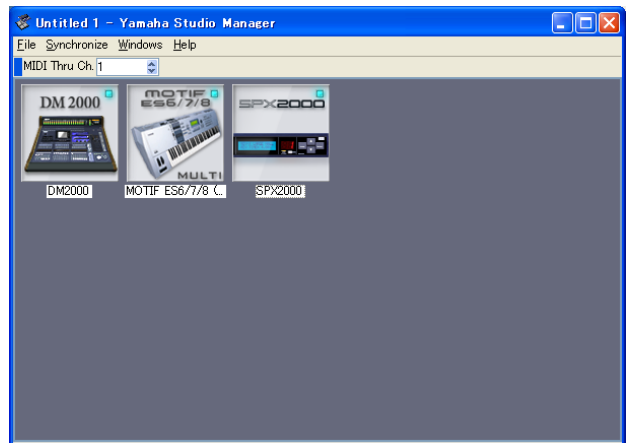 Untitled 1 - Yamaha Studio Manager
File Synchronize Windows Help
MIDI Thru Ch. 1
DM 2000
MOTIF
ES6/7/8
MULTI
SPX2000
DM2000
MOTIF ES6/7/8 (...
SPX2000